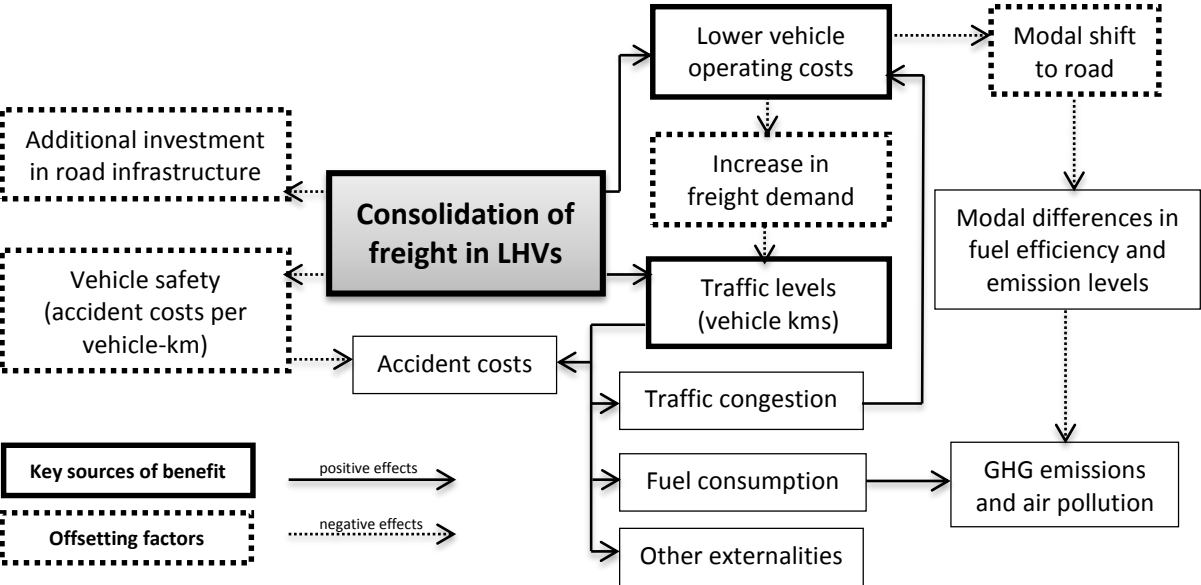 Lower vehicle
operating costs
Modal shift
to road
Additional investment
in road infrastructure
Increase in
freight demand
Consolidation of
freight in LHVs
Modal differences in
fuel efficiency and
emission levels
Vehicle safety
(accident costs per
vehicle-km)
Traffic levels
(vehicle kms)
Accident costs
Traffic congestion
Key sources of benefit
positive effects
Fuel consumption
GHG emissions
and air pollution
Offsetting factors
negative effects
Other externalities